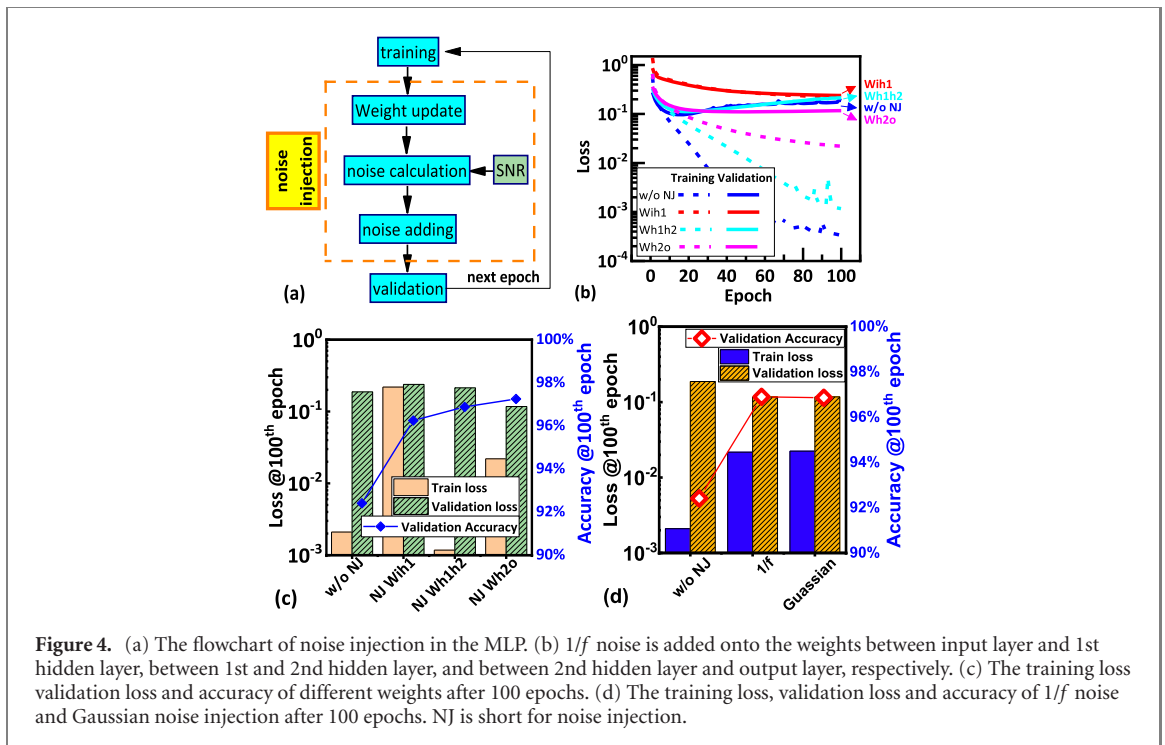 training
Weight update
noise calculation
SNR
noise adding
validation
next epoch
noise
injection
(a)
10^0
10^-1
10^-2
10^-3
10^-4
Loss
Wih1
Wh1h2
w/o NJ
Wh2o
Training Validation
w/o NJ
Wih1
Wh1h2
Wh2o
0 20 40 60 80 100
Epoch
(b)
10^0
10^-1
10^-2
10^-3
Loss @100th epoch
100%
98%
96%
94%
92%
90%
Accuracy @100th epoch
Train loss
Validation loss
Validation Accuracy
w/o NJ
NJ Wih1
NJ Wh1h2
NJ Wh2o
(c)
10^0
10^-1
10^-2
10^-3
Loss @100th epoch
100%
98%
96%
94%
92%
90%
Accuracy @100th epoch
Validation Accuracy
Train loss
Validation loss
w/o NJ
1/f
Guassian
(d)
Figure 4. (a) The flowchart of noise injection in the MLP. (b) 1/f noise is added onto the weights between input layer and 1st
hidden layer, between 1st and 2nd hidden layer, and between 2nd hidden layer and output layer, respectively. (c) The training loss
validation loss and accuracy of different weights after 100 epochs. (d) The training loss, validation loss and accuracy of 1/f noise
and Gaussian noise injection after 100 epochs. NJ is short for noise injection.